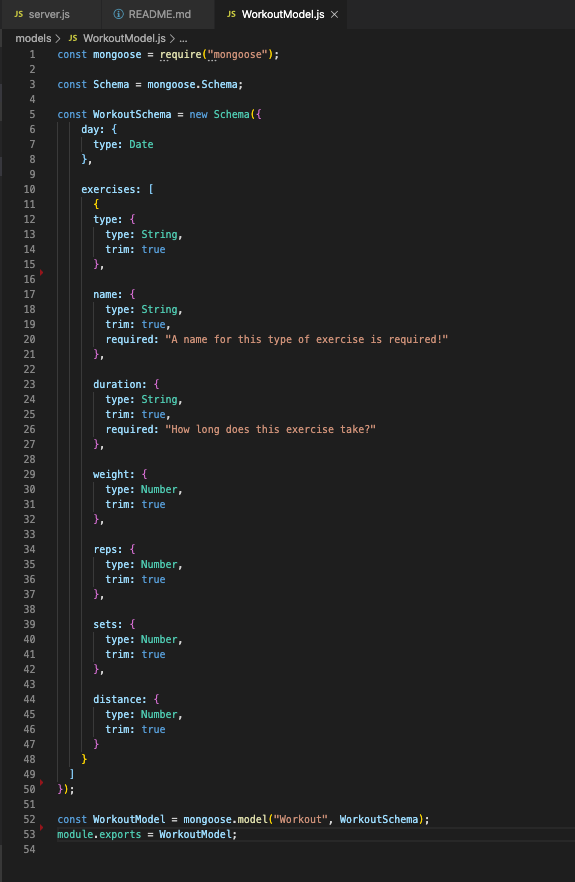 JS server.js README.md JS WorkoutModel.js ×
models > JS WorkoutModel.js > ...
1 const mongoose = require("mongoose");
2
3 const Schema = mongoose.Schema;
4
5 const WorkoutSchema = new Schema({
6 day: {
7 type: Date
8 },
9
10 exercises: [
11 {
12 type: {
13 type: String,
14 trim: true
15 },
16
17 name: {
18 type: String,
19 trim: true,
20 required: "A name for this type of exercise is required!"
21 },
22
23 duration: {
24 type: String,
25 trim: true,
26 required: "How long does this exercise take?"
27 },
28
29 weight: {
30 type: Number,
31 trim: true
32 },
33
34 reps: {
35 type: Number,
36 trim: true
37 },
38
39 sets: {
40 type: Number,
41 trim: true
42 },
43
44 distance: {
45 type: Number,
46 trim: true
47 }
48 }
49 ]
50 });
51
52 const WorkoutModel = mongoose.model("Workout", WorkoutSchema);
53 module.exports = WorkoutModel;
54